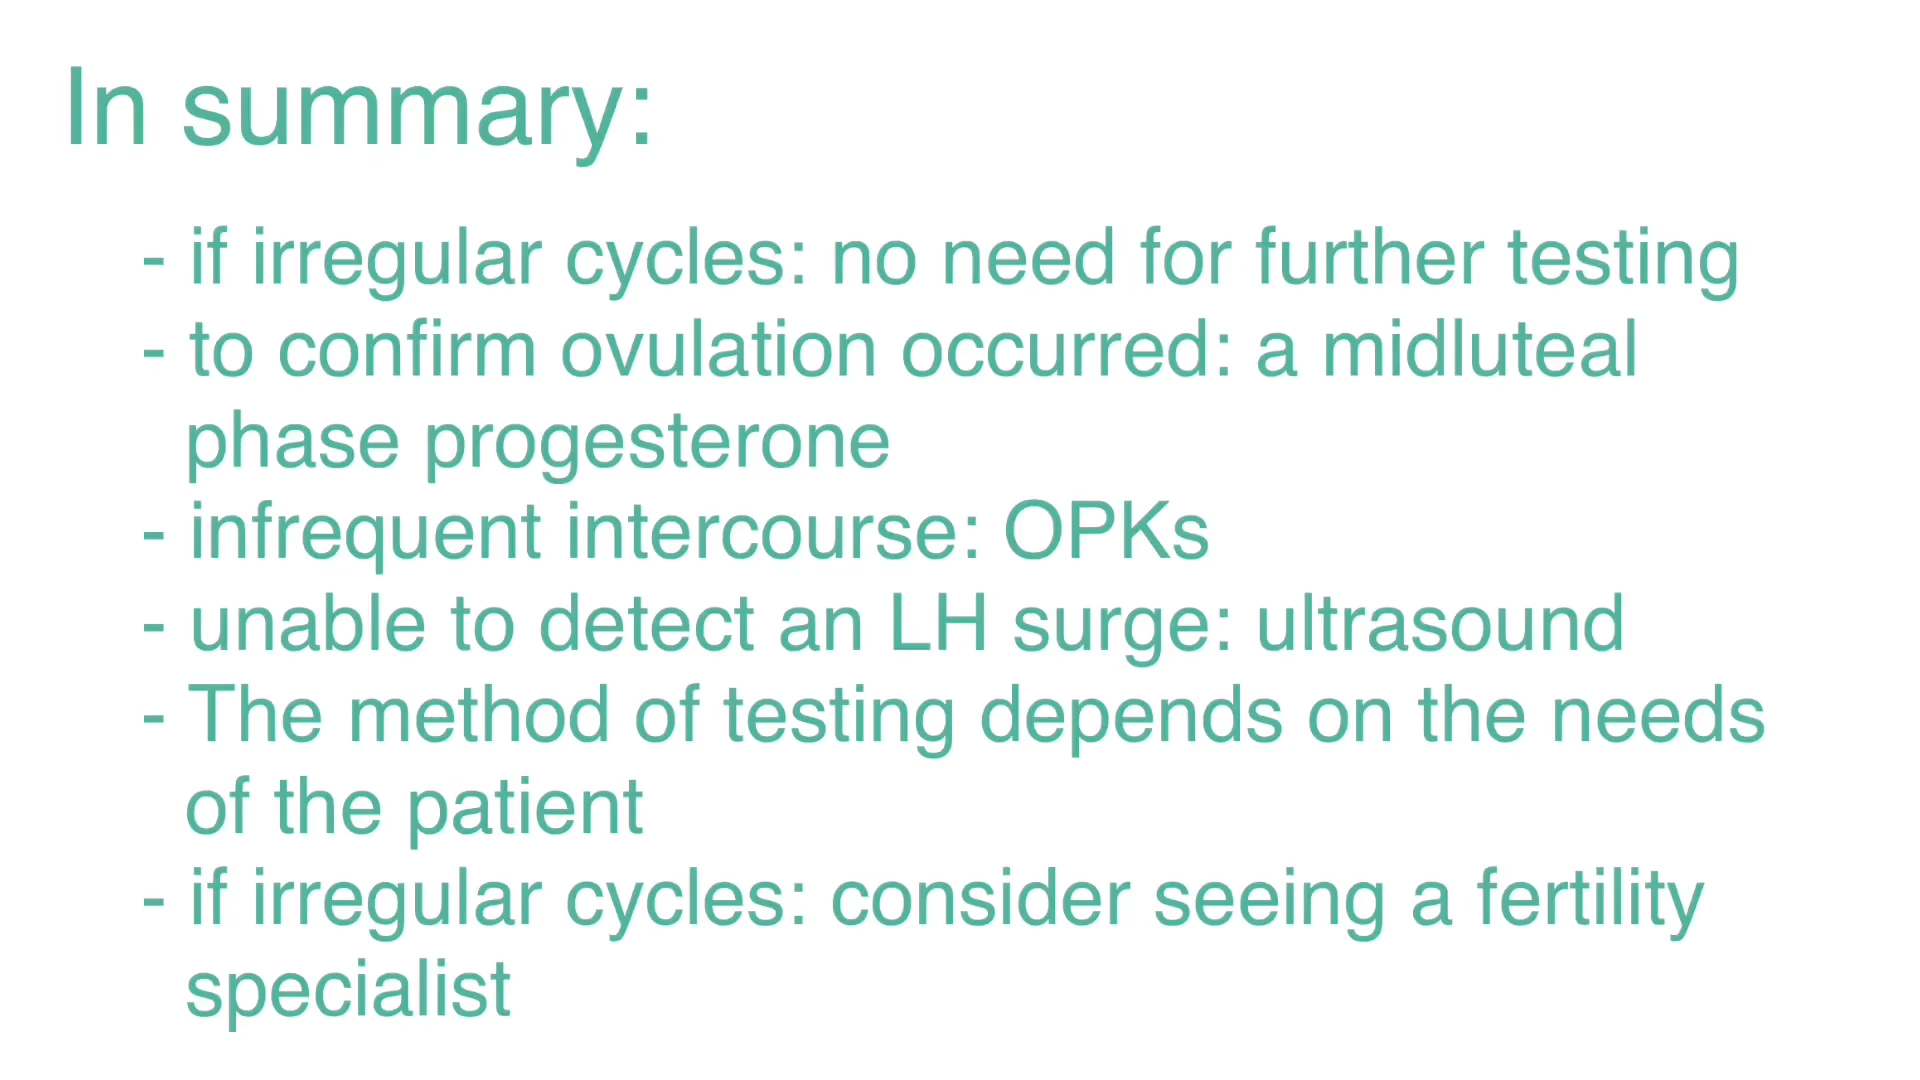 In summary:
- if irregular cycles: no need for further testing
- to confirm ovulation occurred: a midluteal
phase progesterone
- infrequent intercourse: OPKs
- unable to detect an LH surge: ultrasound
- The method of testing depends on the needs
of the patient
- if irregular cycles: consider seeing a fertility
specialist